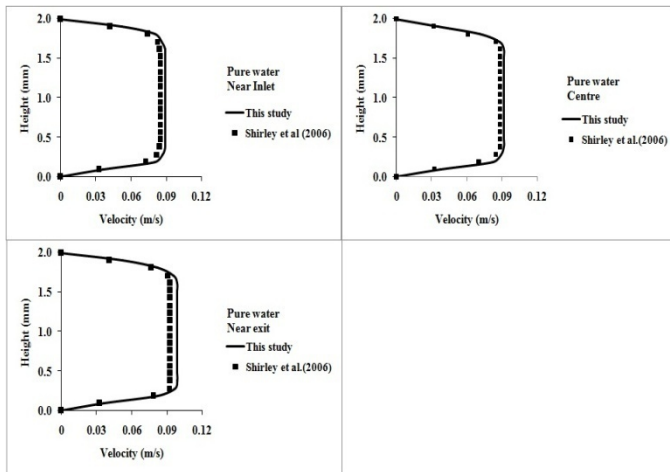 2.0
1.5
1.0
0.5
0.0
Height (mm)
0 0.03 0.06 0.09 0.12
Velocity (m/s)
Pure water
Near Inlet
This study
Shirley et al (2006)
2.0
1.5
1.0
0.5
0.0
Height (mm)
0 0.03 0.06 0.09 0.12
Velocity (m/s)
Pure water
Centre
This study
Shirley et al.(2006)
2.0
1.5
1.0
0.5
0.0
Height (mm)
0 0.03 0.06 0.09 0.12
Velocity (m/s)
Pure water
Near exit
This study
Shirley et al.(2006)